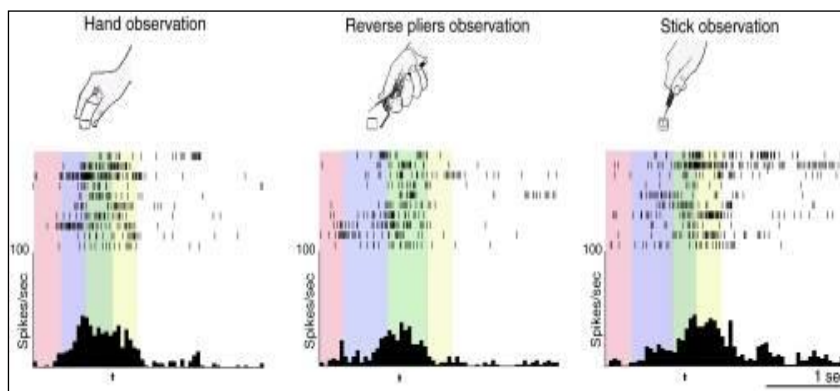 Hand observation
Reverse pliers observation
Stick observation
100
100
100
Spikes/sec
Spikes/sec
Spikes/sec
1 se